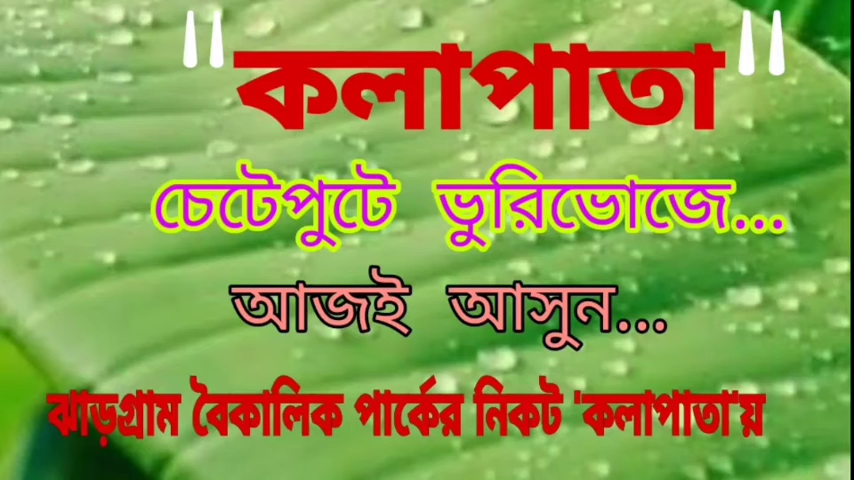 "কলাপাতা"
চেটেপুটে ভুরিভোজে...
আজই আসুন...
ঝাড়গ্রাম বৈকালিক পার্কের নিকট 'কলাপাতা'য়